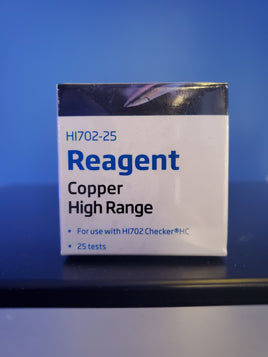 HI702-25
Reagent
Copper
High Range
• For use with HI702 Checker®HC
• 25 tests